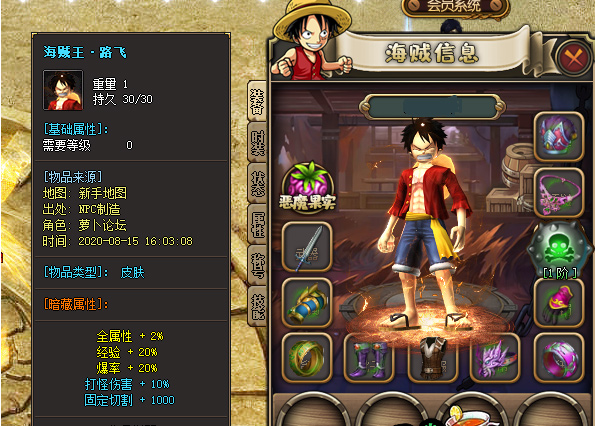 会员系统
海贼王·路飞
重量 1
持久 30/30
[基础属性]:
需要等级 0
[物品来源]
地图: 新手地图
出处: NPC制造
角色: 萝卜论坛
时间: 2020-08-15 16:03:08
[物品类型]: 皮肤
[暗藏属性]:
全属性 + 2%
经验 + 20%
爆率 + 20%
打怪伤害 + 10%
固定切割 + 1000
海贼信息
装备
时装
状态
属性
称号
技能
恶魔果实
武器
[1阶]